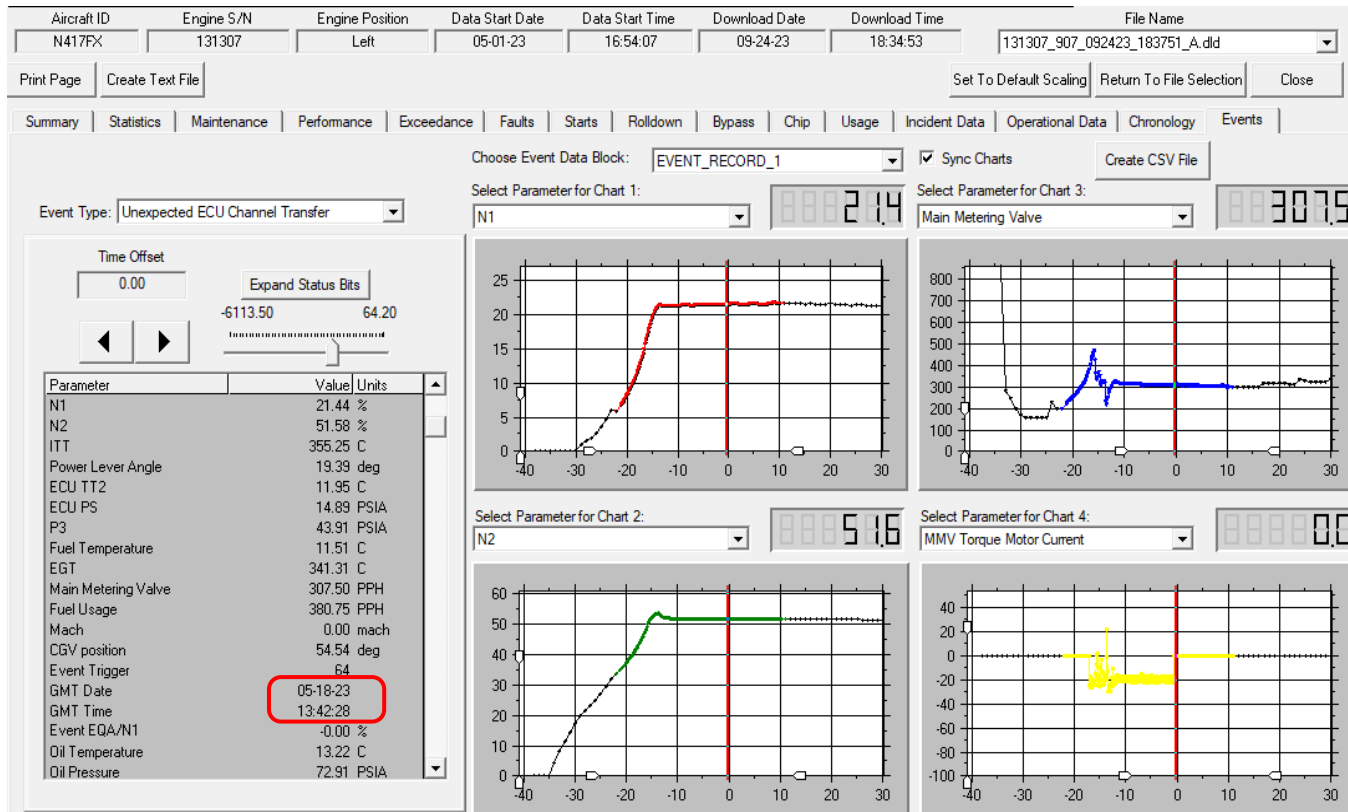 Aircraft ID Engine S/N Engine Position Data Start Date Data Start Time Download Date Download Time File Name
N417FX 131307 Left 05-01-23 16:54:07 09-24-23 18:34:53 131307_907_092423_183751_A.dld
Print Page Create Text File Set To Default Scaling Return To File Selection Close
Summary Statistics Maintenance Performance Exceedance Faults Starts Rolldown Bypass Chip Usage Incident Data Operational Data Chronology Events
Choose Event Data Block: EVENT_RECORD_1 Sync Charts Create CSV File
Event Type: Unexpected ECU Channel Transfer
Time Offset
0.00 Expand Status Bits
-6113.50 64.20
Parameter Value Units
N1 21.44 %
N2 51.58 %
ITT 355.25 C
Power Lever Angle 19.39 deg
ECU TT2 11.95 C
ECU PS 14.89 PSIA
P3 43.91 PSIA
Fuel Temperature 11.51 C
EGT 341.31 C
Main Metering Valve 307.50 PPH
Fuel Usage 380.75 PPH
Mach 0.00 mach
CGV position 54.54 deg
Event Trigger 64
GMT Date 05-18-23
GMT Time 13:42:28
Event EQA/N1 -0.00 %
Oil Temperature 13.22 C
Oil Pressure 72.91 PSIA
Select Parameter for Chart 1:
N1 21.4
25
20
15
10
5
0
-40 -30 -20 -10 0 10 20 30
Select Parameter for Chart 3:
Main Metering Valve 307.5
800
700
600
500
400
300
200
100
0
-40 -30 -20 -10 0 10 20 30
Select Parameter for Chart 2:
N2 51.6
60
50
40
30
20
10
0
-40 -30 -20 -10 0 10 20 30
Select Parameter for Chart 4:
MMV Torque Motor Current 0.0
40
20
0
-20
-40
-60
-80
-100
-40 -30 -20 -10 0 10 20 30